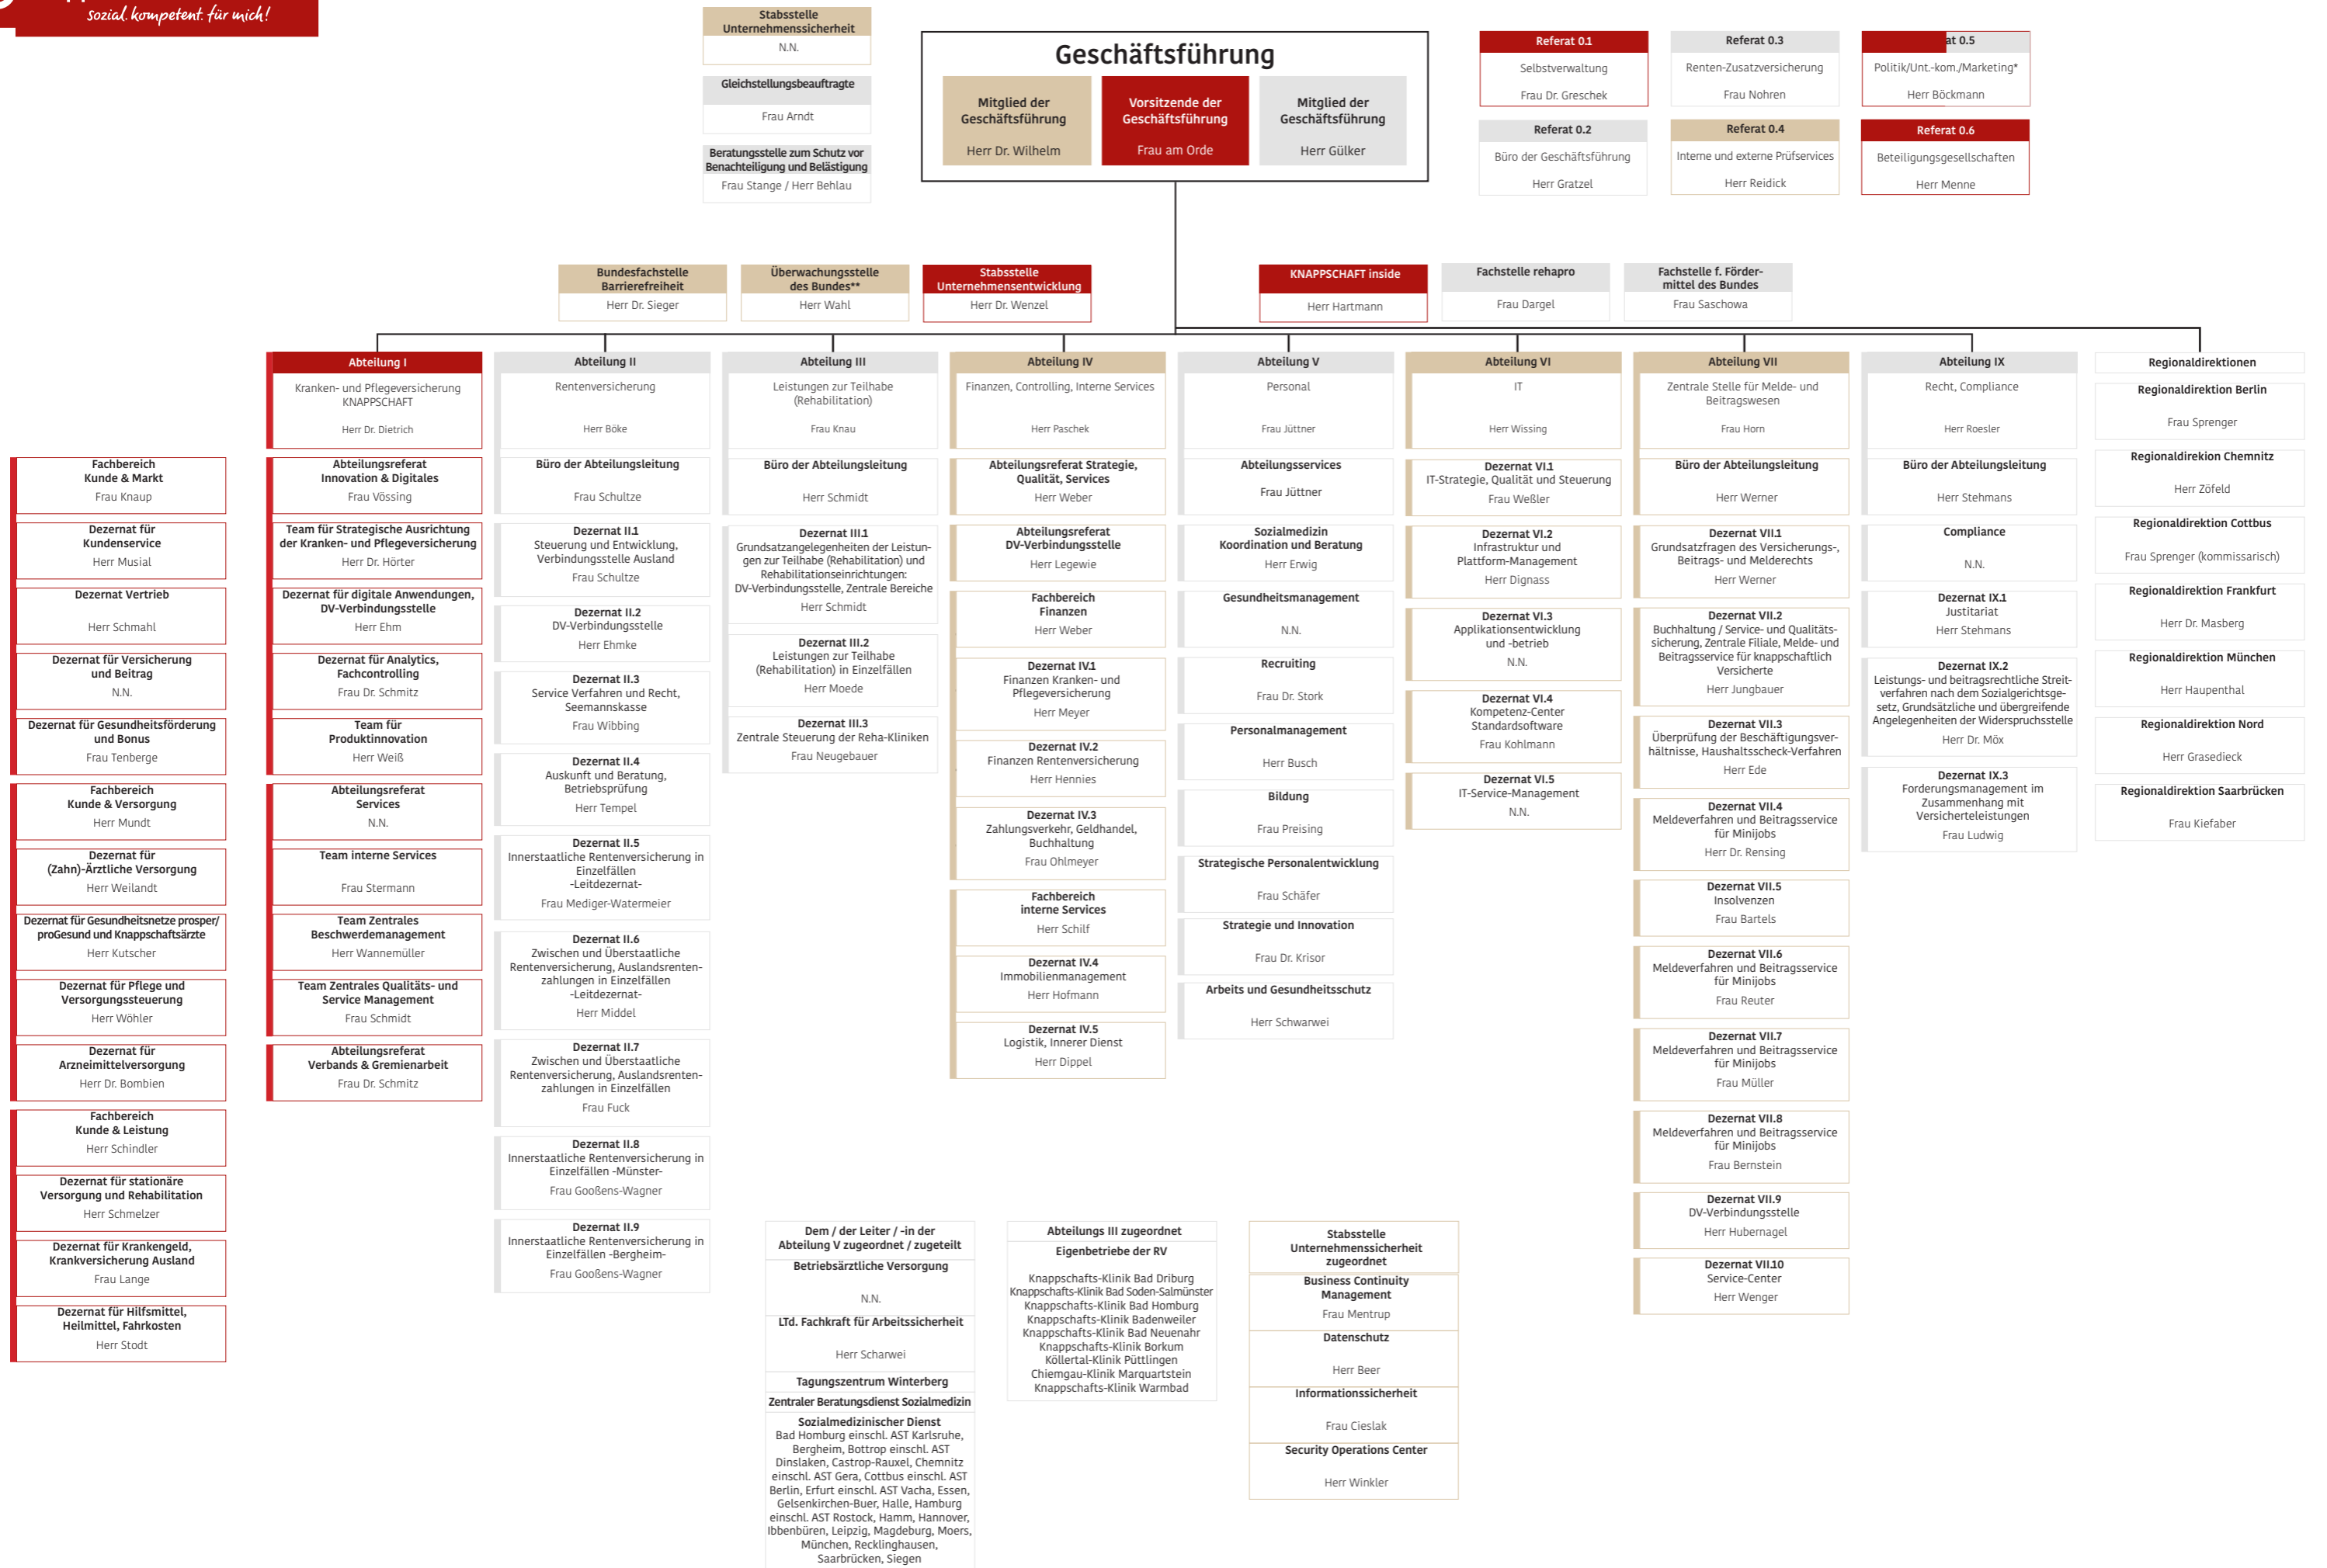 sozial. kompetent. für mich!
Stabsstelle
Unternehmenssicherheit
N.N.
Gleichstellungsbeauftragte
Frau Arndt
Beratungsstelle zum Schutz vor
Benachteiligung und Belästigung
Frau Stange / Herr Behlau
Geschäftsführung
Mitglied der
Geschäftsführung
Herr Dr. Wilhelm
Vorsitzende der
Geschäftsführung
Frau am Orde
Mitglied der
Geschäftsführung
Herr Gülker
Referat 0.1
Selbstverwaltung
Frau Dr. Greschek
Referat 0.3
Renten-Zusatzversicherung
Frau Nohren
at 0.5
Politik/Unt.-kom./Marketing*
Herr Böckmann
Referat 0.2
Büro der Geschäftsführung
Herr Gratzel
Referat 0.4
Interne und externe Prüfservices
Herr Reidick
Referat 0.6
Beteiligungsgesellschaften
Herr Menne
Bundesfachstelle
Barrierefreiheit
Herr Dr. Sieger
Überwachungsstelle
des Bundes**
Herr Wahl
Stabsstelle
Unternehmensentwicklung
Herr Dr. Wenzel
KNAPPSCHAFT inside
Herr Hartmann
Fachstelle rehapro
Frau Dargel
Fachstelle f. Förder-
mittel des Bundes
Frau Saschowa
Fachbereich
Kunde & Markt
Frau Knaup
Dezernat für
Kundenservice
Herr Musial
Dezernat Vertrieb
Herr Schmahl
Dezernat für Versicherung
und Beitrag
N.N.
Dezernat für Gesundheitsförderung
und Bonus
Frau Tenberge
Fachbereich
Kunde & Versorgung
Herr Mundt
Dezernat für
(Zahn)-Ärztliche Versorgung
Herr Weilandt
Dezernat für Gesundheitsnetze prosper/
proGesund und Knappschaftsärzte
Herr Kutscher
Dezernat für Pflege und
Versorgungssteuerung
Herr Wöhler
Dezernat für
Arzneimittelversorgung
Herr Dr. Bombien
Fachbereich
Kunde & Leistung
Herr Schindler
Dezernat für stationäre
Versorgung und Rehabilitation
Herr Schmelzer
Dezernat für Krankengeld,
Krankversicherung Ausland
Frau Lange
Dezernat für Hilfsmittel,
Heilmittel, Fahrkosten
Herr Stodt
Abteilung I
Kranken- und Pflegeversicherung
KNAPPSCHAFT
Herr Dr. Dietrich
Abteilungsreferat
Innovation & Digitales
Frau Vössing
Team für Strategische Ausrichtung
der Kranken- und Pflegeversicherung
Herr Dr. Hörter
Dezernat für digitale Anwendungen,
DV-Verbindungsstelle
Herr Ehm
Dezernat für Analytics,
Fachcontrolling
Frau Dr. Schmitz
Team für
Produktinnovation
Herr Weiß
Abteilungsreferat
Services
N.N.
Team interne Services
Frau Stermann
Team Zentrales
Beschwerdemanagement
Herr Wannemüller
Team Zentrales Qualitäts- und
Service Management
Frau Schmidt
Abteilungsreferat
Verbands & Gremienarbeit
Frau Dr. Schmitz
Abteilung II
Rentenversicherung
Herr Böke
Büro der Abteilungsleitung
Frau Schultze
Dezernat II.1
Steuerung und Entwicklung,
Verbindungsstelle Ausland
Frau Schultze
Dezernat II.2
DV-Verbindungsstelle
Herr Ehmke
Dezernat II.3
Service Verfahren und Recht,
Seemannskasse
Frau Wibbing
Dezernat II.4
Auskunft und Beratung,
Betriebsprüfung
Herr Tempel
Dezernat II.5
Innerstaatliche Rentenversicherung in
Einzelfällen
-Leitdezernat-
Frau Mediger-Watermeier
Dezernat II.6
Zwischen und Überstaatliche
Rentenversicherung, Auslandsrenten-
zahlungen in Einzelfällen
-Leitdezernat-
Herr Middel
Dezernat II.7
Zwischen und Überstaatliche
Rentenversicherung, Auslandsrenten-
zahlungen in Einzelfällen
Frau Fuck
Dezernat II.8
Innerstaatliche Rentenversicherung in
Einzelfällen -Münster-
Frau Gooßens-Wagner
Dezernat II.9
Innerstaatliche Rentenversicherung in
Einzelfällen -Bergheim-
Frau Gooßens-Wagner
Abteilung III
Leistungen zur Teilhabe
(Rehabilitation)
Frau Knau
Büro der Abteilungsleitung
Herr Schmidt
Dezernat III.1
Grundsatzangelegenheiten der Leistun-
gen zur Teilhabe (Rehabilitation) und
Rehabilitationseinrichtungen:
DV-Verbindungsstelle, Zentrale Bereiche
Herr Schmidt
Dezernat III.2
Leistungen zur Teilhabe
(Rehabilitation) in Einzelfällen
Herr Moede
Dezernat III.3
Zentrale Steuerung der Reha-Kliniken
Frau Neugebauer
Abteilung IV
Finanzen, Controlling, Interne Services
Herr Paschek
Abteilungsreferat Strategie,
Qualität, Services
Herr Weber
Abteilungsreferat
DV-Verbindungsstelle
Herr Legewie
Fachbereich
Finanzen
Herr Weber
Dezernat IV.1
Finanzen Kranken- und
Pflegeversicherung
Herr Meyer
Dezernat IV.2
Finanzen Rentenversicherung
Herr Hennies
Dezernat IV.3
Zahlungsverkehr, Geldhandel,
Buchhaltung
Frau Ohlmeyer
Fachbereich
interne Services
Herr Schilf
Dezernat IV.4
Immobilienmanagement
Herr Hofmann
Dezernat IV.5
Logistik, Innerer Dienst
Herr Dippel
Abteilung V
Personal
Frau Jüttner
Abteilungsservices
Frau Jüttner
Sozialmedizin
Koordination und Beratung
Herr Erwig
Gesundheitsmanagement
N.N.
Recruiting
Frau Dr. Stork
Personalmanagement
Herr Busch
Bildung
Frau Preising
Strategische Personalentwicklung
Frau Schäfer
Strategie und Innovation
Frau Dr. Krisor
Arbeits und Gesundheitsschutz
Herr Schwarwei
Abteilung VI
IT
Herr Wissing
Dezernat VI.1
IT-Strategie, Qualität und Steuerung
Frau Weßler
Dezernat VI.2
Infrastruktur und
Plattform-Management
Herr Dignass
Dezernat VI.3
Applikationsentwicklung
und -betrieb
N.N.
Dezernat VI.4
Kompetenz-Center
Standardsoftware
Frau Kohlmann
Dezernat VI.5
IT-Service-Management
N.N.
Abteilung VII
Zentrale Stelle für Melde- und
Beitragswesen
Frau Horn
Büro der Abteilungsleitung
Herr Werner
Dezernat VII.1
Grundsatzfragen des Versicherungs-,
Beitrags- und Melderechts
Herr Werner
Dezernat VII.2
Buchhaltung / Service- und Qualitäts-
sicherung, Zentrale Filiale, Melde- und
Beitragsservice für knappschaftlich
Versicherte
Herr Jungbauer
Dezernat VII.3
Überprüfung der Beschäftigungsver-
hältnisse, Haushaltsscheck-Verfahren
Herr Ede
Dezernat VII.4
Meldeverfahren und Beitragsservice
für Minijobs
Herr Dr. Rensing
Dezernat VII.5
Insolvenzen
Frau Bartels
Dezernat VII.6
Meldeverfahren und Beitragsservice
für Minijobs
Frau Reuter
Dezernat VII.7
Meldeverfahren und Beitragsservice
für Minijobs
Frau Müller
Dezernat VII.8
Meldeverfahren und Beitragsservice
für Minijobs
Frau Bernstein
Dezernat VII.9
DV-Verbindungsstelle
Herr Hubernagel
Dezernat VII.10
Service-Center
Herr Wenger
Abteilung IX
Recht, Compliance
Herr Roesler
Büro der Abteilungsleitung
Herr Stehmans
Compliance
N.N.
Dezernat IX.1
Justitariat
Herr Stehmans
Dezernat IX.2
Leistungs- und beitragsrechtliche Streit-
verfahren nach dem Sozialgerichtsge-
setz, Grundsätzliche und übergreifende
Angelegenheiten der Widerspruchsstelle
Herr Dr. Möx
Dezernat IX.3
Forderungsmanagement im
Zusammenhang mit
Versicherteleistungen
Frau Ludwig
Regionaldirektionen
Regionaldirektion Berlin
Frau Sprenger
Regionaldirekion Chemnitz
Herr Zöfeld
Regionaldirektion Cottbus
Frau Sprenger (kommissarisch)
Regionaldirektion Frankfurt
Herr Dr. Masberg
Regionaldirektion München
Herr Haupenthal
Regionaldirektion Nord
Herr Grasedieck
Regionaldirektion Saarbrücken
Frau Kiefaber
Dem / der Leiter / -in der
Abteilung V zugeordnet / zugeteilt
Betriebsärztliche Versorgung
N.N.
LTd. Fachkraft für Arbeitssicherheit
Herr Scharwei
Tagungszentrum Winterberg
Zentraler Beratungsdienst Sozialmedizin
Sozialmedizinischer Dienst
Bad Homburg einschl. AST Karlsruhe,
Bergheim, Bottrop einschl. AST
Dinslaken, Castrop-Rauxel, Chemnitz
einschl. AST Gera, Cottbus einschl. AST
Berlin, Erfurt einschl. AST Vacha, Essen,
Gelsenkirchen-Buer, Halle, Hamburg
einschl. AST Rostock, Hamm, Hannover,
Ibbenbüren, Leipzig, Magdeburg, Moers,
München, Recklinghausen,
Saarbrücken, Siegen
Abteilungs III zugeordnet
Eigenbetriebe der RV
Knappschafts-Klinik Bad Driburg
Knappschafts-Klinik Bad Soden-Salmünster
Knappschafts-Klinik Bad Homburg
Knappschafts-Klinik Badenweiler
Knappschafts-Klinik Bad Neuenahr
Knappschafts-Klinik Borkum
Köllertal-Klinik Püttlingen
Chiemgau-Klinik Marquartstein
Knappschafts-Klinik Warmbad
Stabsstelle
Unternehmenssicherheit
zugeordnet
Business Continuity
Management
Frau Mentrup
Datenschutz
Herr Beer
Informationssicherheit
Frau Cieslak
Security Operations Center
Herr Winkler